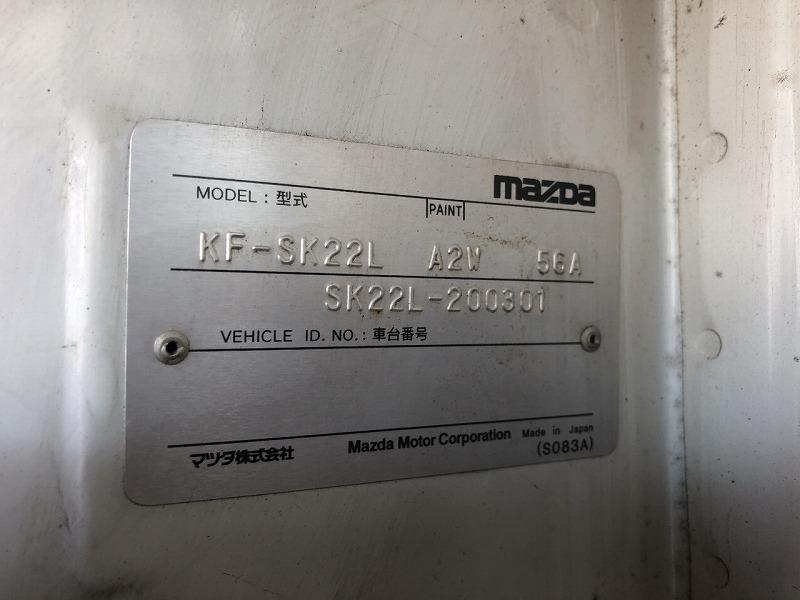 mazda
MODEL : 型式 PAINT
KF-SK22L A2W 56A
SK22L-200301
VEHICLE ID. NO. : 車台番号
マツダ株式会社 Mazda Motor Corporation Made in Japan
(S083A)